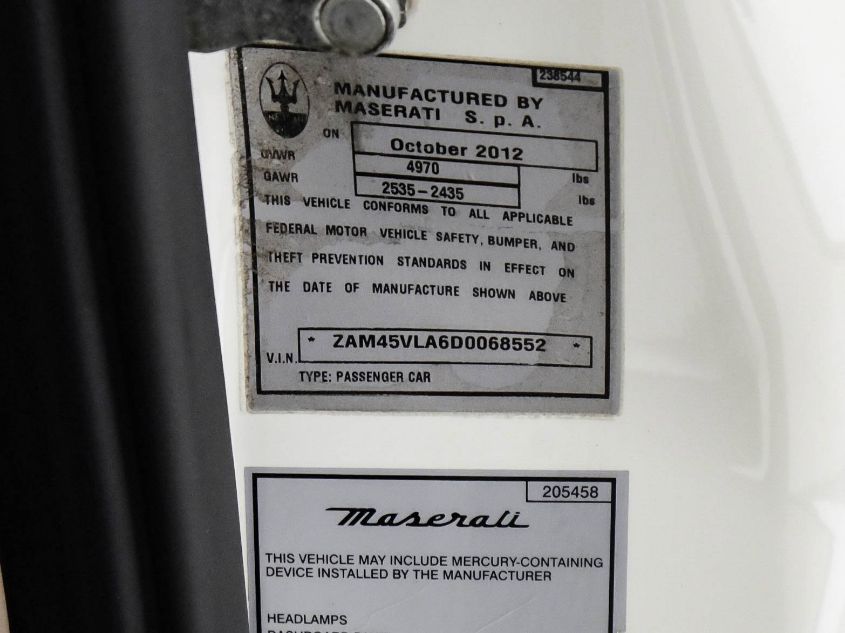 238544
MANUFACTURED BY
MASERATI S. p. A.
ON October 2012
GVWR 4970 lbs
GAWR 2535-2435 lbs
THIS VEHICLE CONFORMS TO ALL APPLICABLE
FEDERAL MOTOR VEHICLE SAFETY, BUMPER, AND
THEFT PREVENTION STANDARDS IN EFFECT ON
THE DATE OF MANUFACTURE SHOWN ABOVE
V.I.N. * ZAM45VLA6D0068552 *
TYPE: PASSENGER CAR
205458
Maserati
THIS VEHICLE MAY INCLUDE MERCURY-CONTAINING
DEVICE INSTALLED BY THE MANUFACTURER
HEADLAMPS